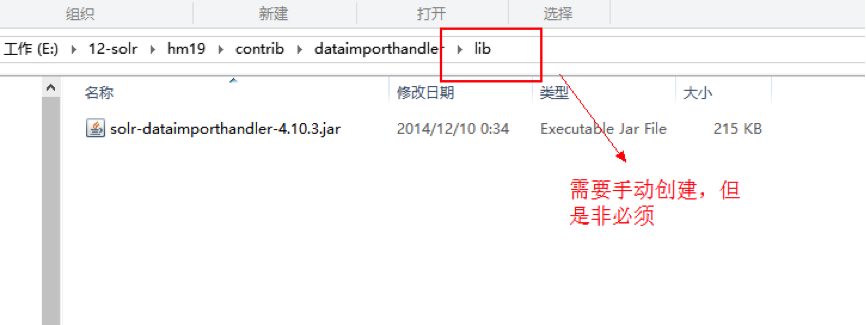 组织 新建 打开 选择
工作 (E:) 12-solr hm19 contrib dataimporthandler lib
名称 修改日期 类型 大小
solr-dataimporthandler-4.10.3.jar 2014/12/10 0:34 Executable Jar File 215 KB
需要手动创建，但
是非必须